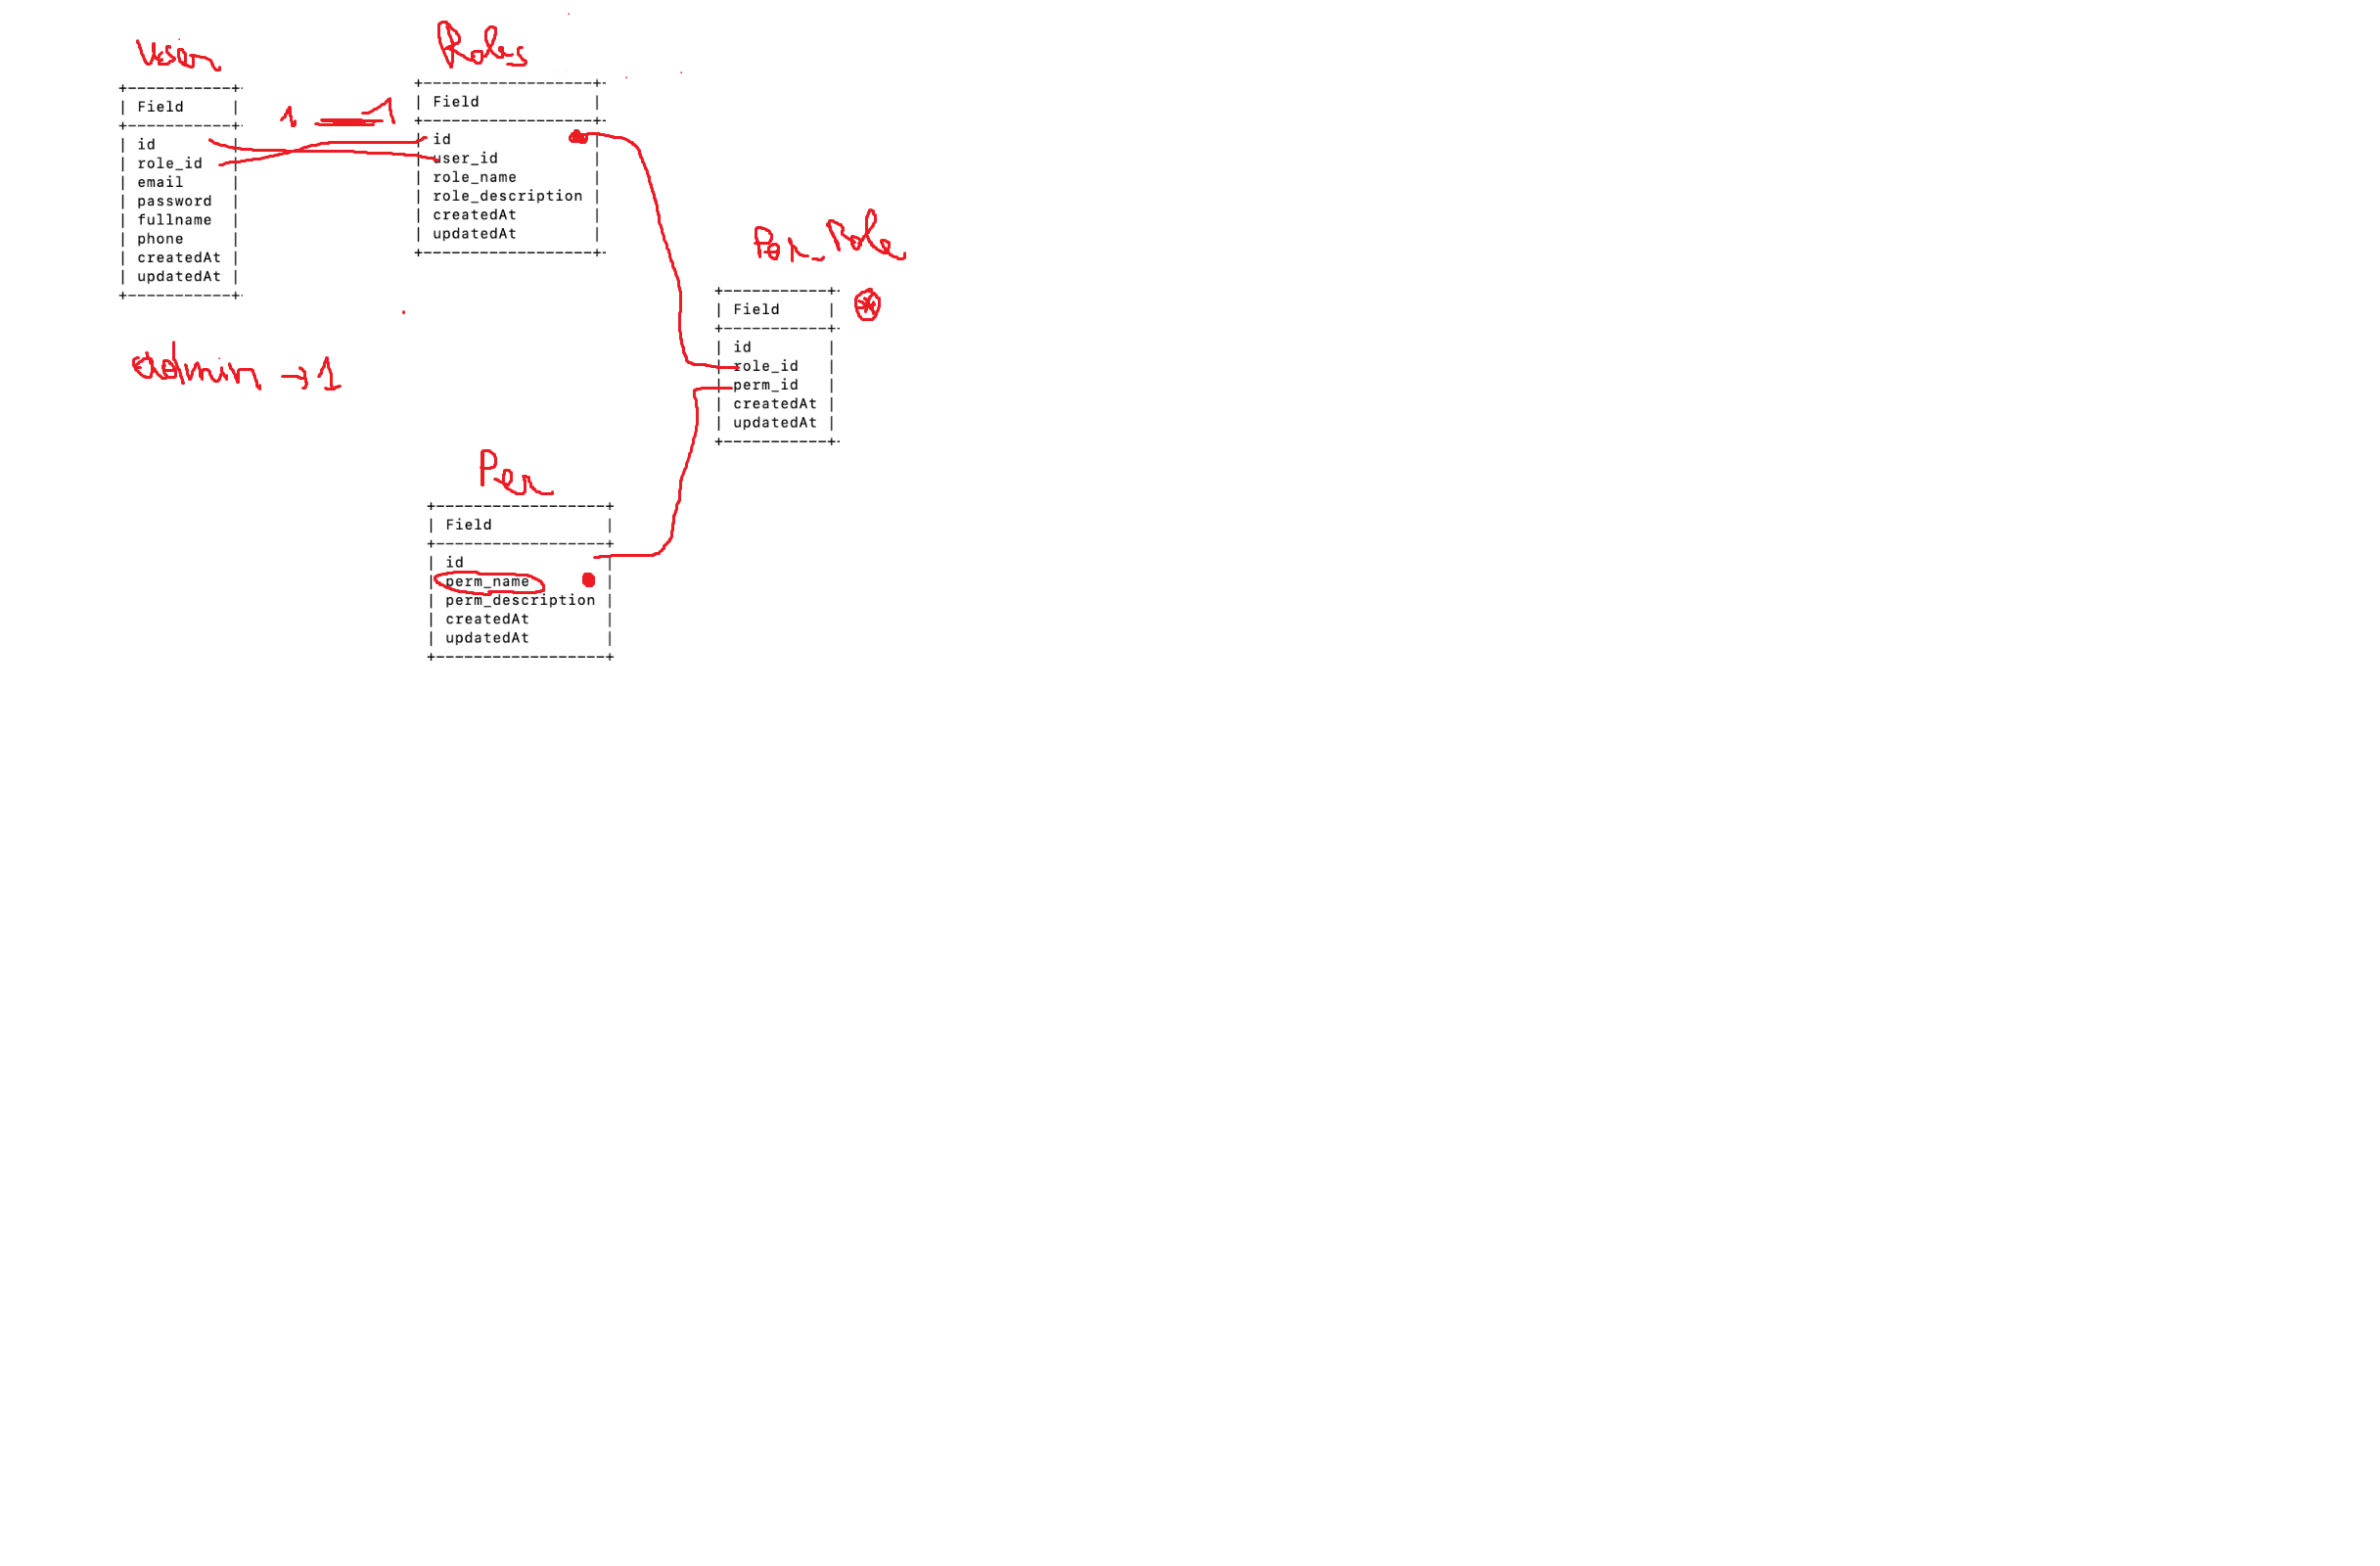 User
+------------+-
| Field      |
+------------+-
| id         |
| role_id    |
| email      |
| password   |
| fullname   |
| phone      |
| createdAt  |
| updatedAt  |
+------------+-
admin → 1
1 — 1
Roles
+-------------------+-
| Field             |
+-------------------+-
| id                |
| user_id           |
| role_name         |
| role_description  |
| createdAt         |
| updatedAt         |
+-------------------+-
Per_Role
+------------+-
| Field      |
+------------+-
| id         |
| role_id    |
| perm_id    |
| createdAt  |
| updatedAt  |
+------------+-
Per
+-------------------+
| Field             |
+-------------------+
| id                |
| perm_name         |
| perm_description  |
| createdAt         |
| updatedAt         |
+-------------------+